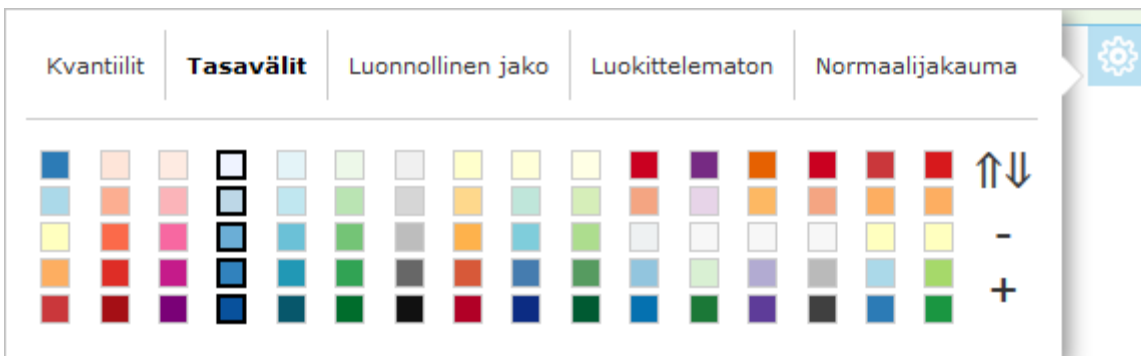 Kvantiilit Tasavälit Luonnollinen jako Luokittelematon Normaalijakauma
⇑⇓
-
+